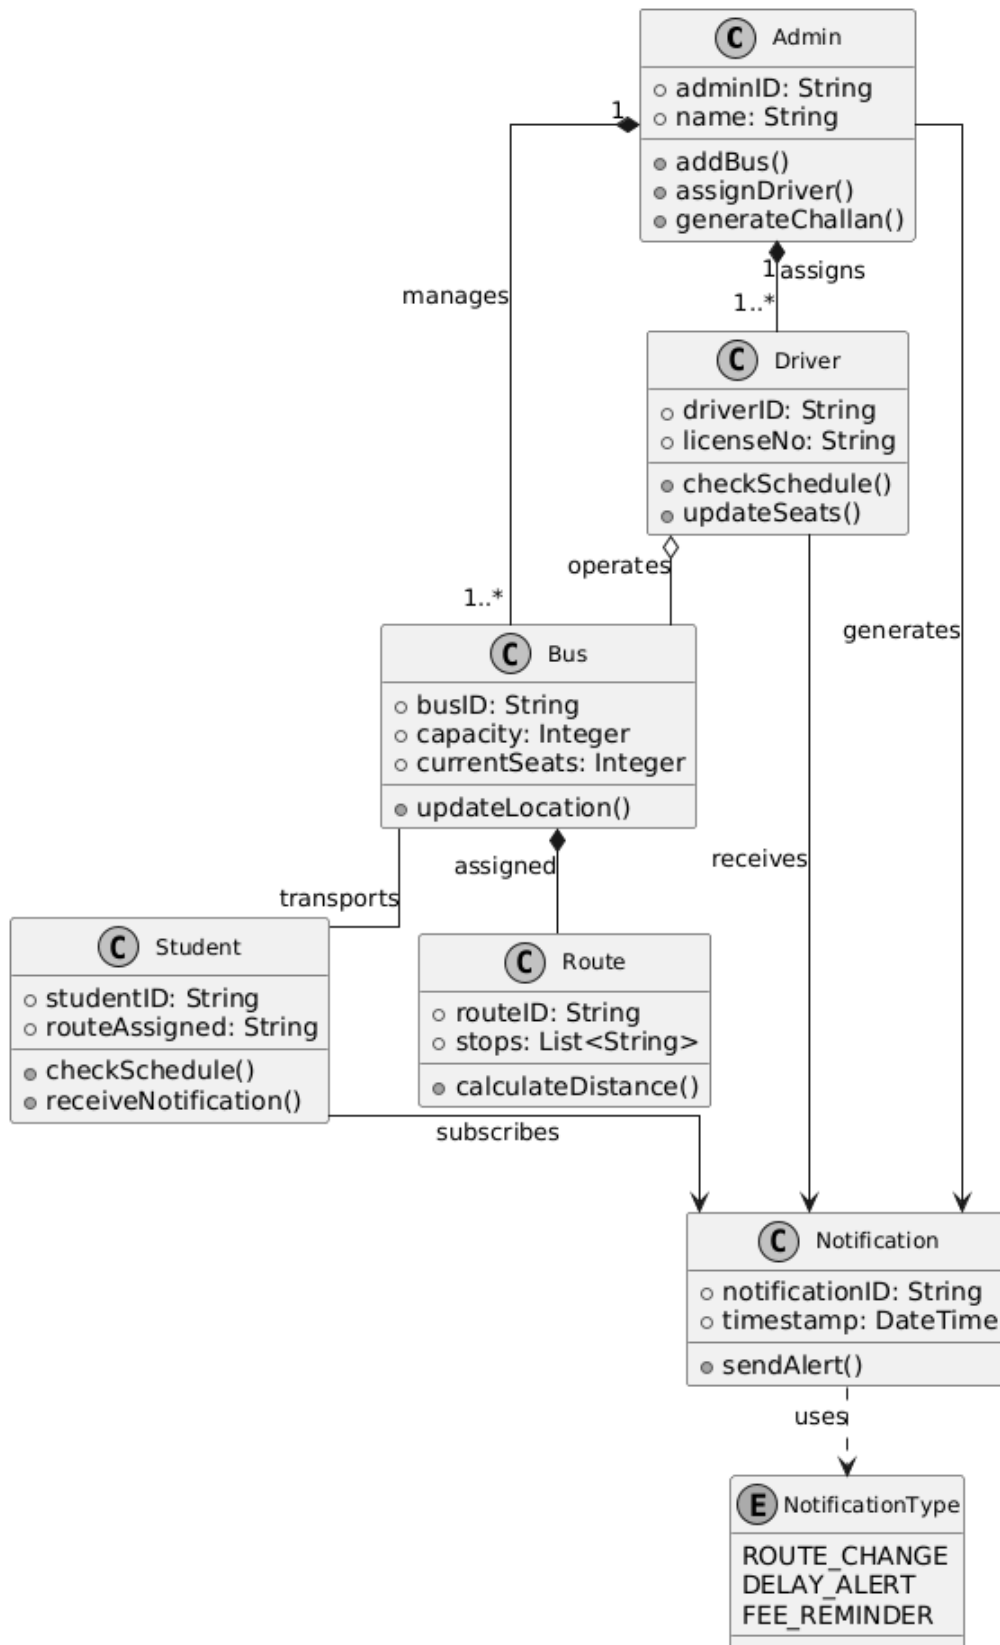 C Admin
adminID: String
name: String
addBus()
assignDriver()
generateChallan()
1
1 assigns
manages
1..*
C Driver
driverID: String
licenseNo: String
checkSchedule()
updateSeats()
operates
1..*
generates
C Bus
busID: String
capacity: Integer
currentSeats: Integer
updateLocation()
receives
assigned
transports
C Student
studentID: String
routeAssigned: String
checkSchedule()
receiveNotification()
C Route
routeID: String
stops: List<String>
calculateDistance()
subscribes
C Notification
notificationID: String
timestamp: DateTime
sendAlert()
uses
E NotificationType
ROUTE_CHANGE
DELAY_ALERT
FEE_REMINDER